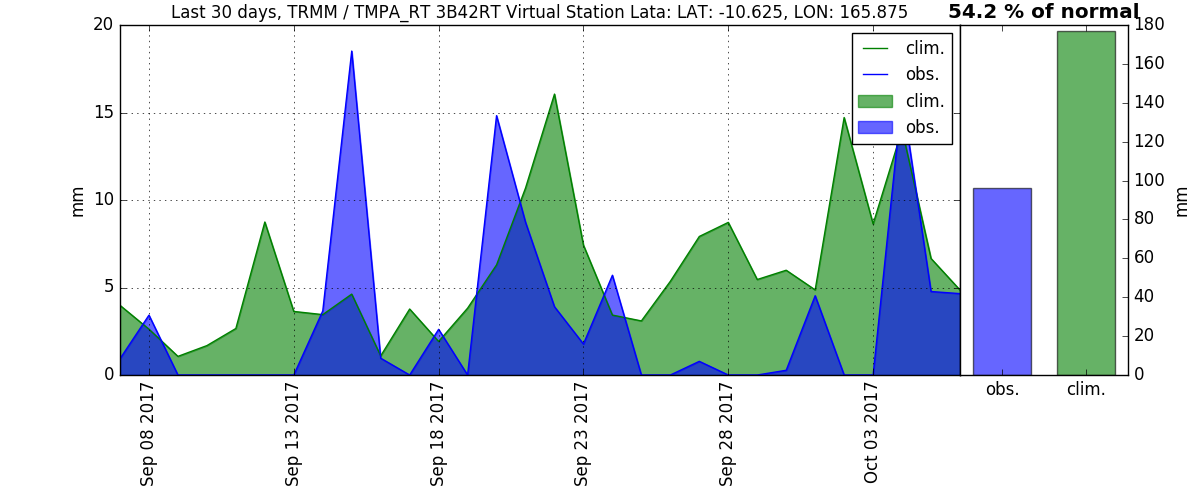 Last 30 days, TRMM / TMPA_RT 3B42RT Virtual Station Lata: LAT: -10.625, LON: 165.875
54.2 % of normal
20
15
10
5
0
mm
clim.
obs.
clim.
obs.
Sep 08 2017
Sep 13 2017
Sep 18 2017
Sep 23 2017
Sep 28 2017
Oct 03 2017
180
160
140
120
100
80
60
40
20
0
mm
obs.
clim.